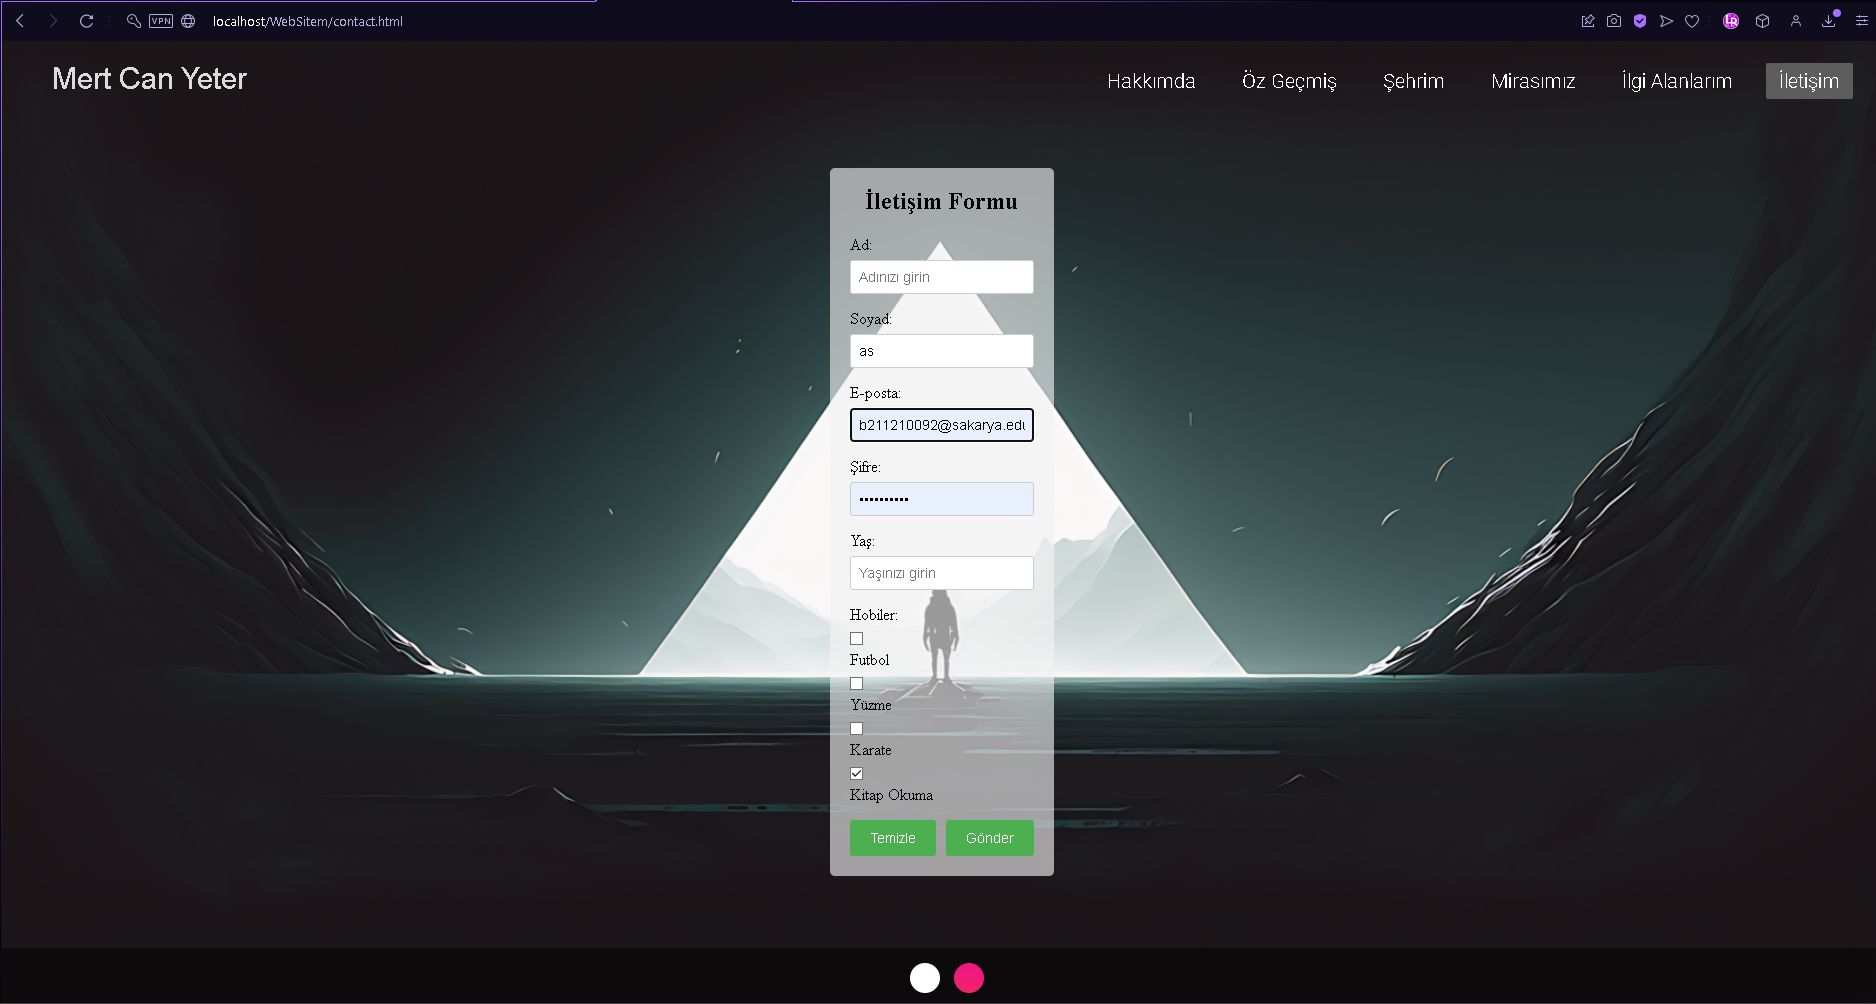 VPN localhost/WebSitem/contact.html
Mert Can Yeter
Hakkımda Öz Geçmiş Şehrim Mirasımız İlgi Alanlarım İletişim
İletişim Formu
Ad:
Adınızı girin
Soyad:
as
E-posta:
b211210092@sakarya.edu
Şifre:
••••••••••
Yaş:
Yaşınızı girin
Hobiler:
Futbol
Yüzme
Karate
Kitap Okuma
Temizle Gönder